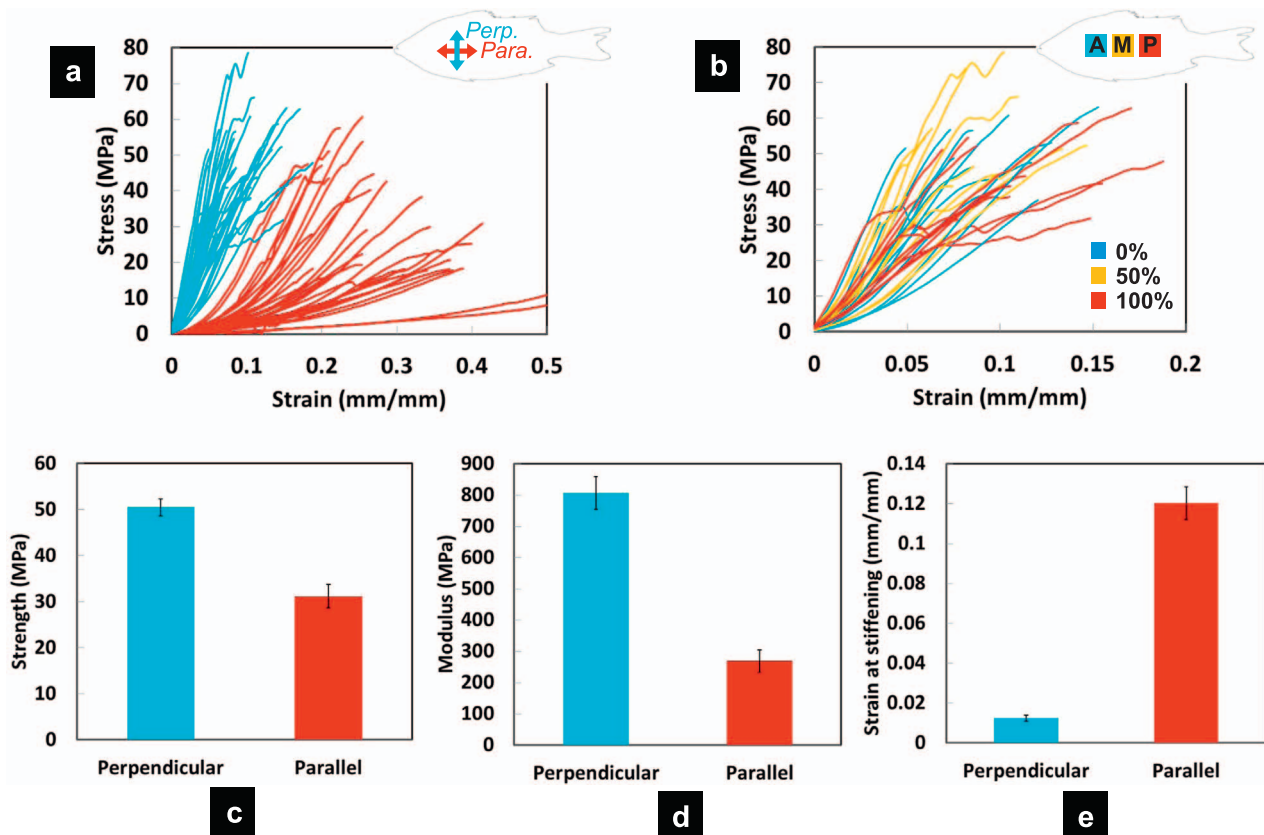 a
Perp.
Para.
80
70
60
50
40
30
20
10
0
Stress (MPa)
0 0.1 0.2 0.3 0.4 0.5
Strain (mm/mm)
b
A M P
80
70
60
50
40
30
20
10
0
Stress (MPa)
0%
50%
100%
0 0.05 0.1 0.15 0.2
Strain (mm/mm)
60
50
40
30
20
10
0
Strength (MPa)
Perpendicular Parallel
c
900
800
700
600
500
400
300
200
100
0
Modulus (MPa)
Perpendicular Parallel
d
0.14
0.12
0.1
0.08
0.06
0.04
0.02
0
Strain at stiffening (mm/mm)
Perpendicular Parallel
e